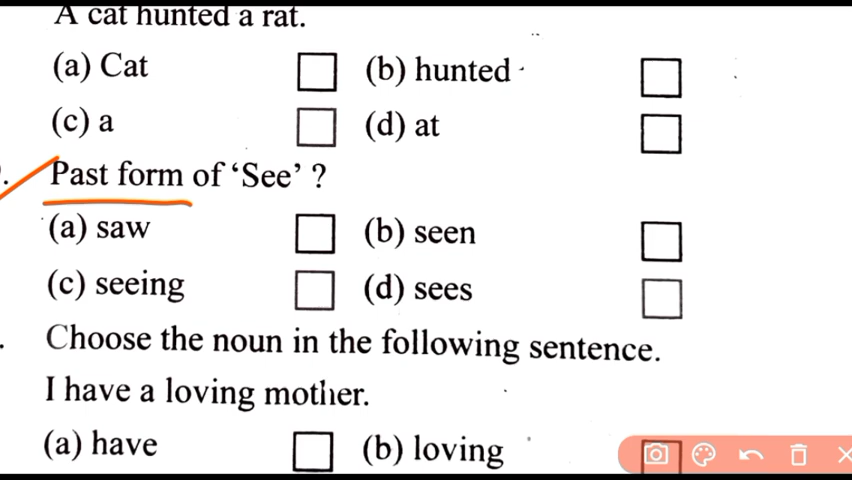 A cat hunted a rat.
(a) Cat (b) hunted
(c) a (d) at
Past form of ‘See’ ?
(a) saw (b) seen
(c) seeing (d) sees
Choose the noun in the following sentence.
I have a loving mother.
(a) have (b) loving